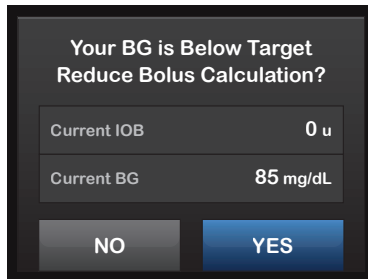 Your BG is Below Target
Reduce Bolus Calculation?
Current IOB 0 u
Current BG 85 mg/dL
NO YES